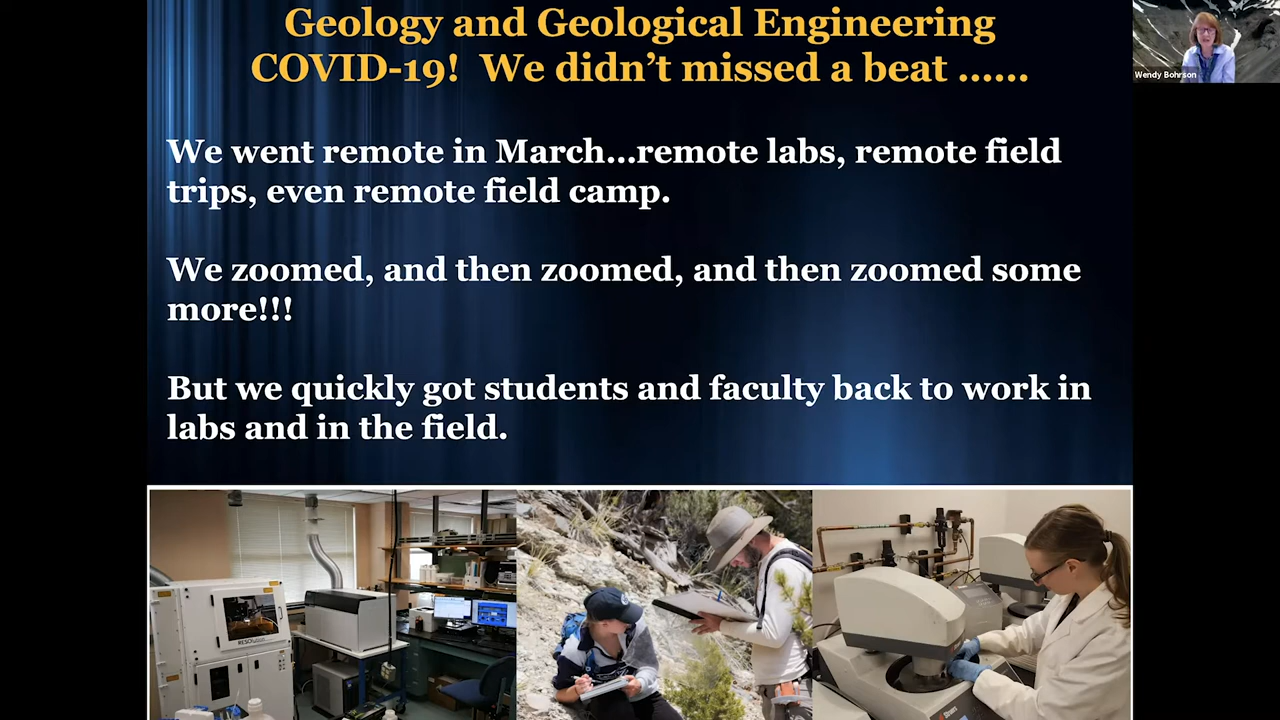 Geology and Geological Engineering
COVID-19!  We didn't missed a beat ......
Wendy Bohrson
We went remote in March...remote labs, remote field
trips, even remote field camp.
We zoomed, and then zoomed, and then zoomed some
more!!!
But we quickly got students and faculty back to work in
labs and in the field.